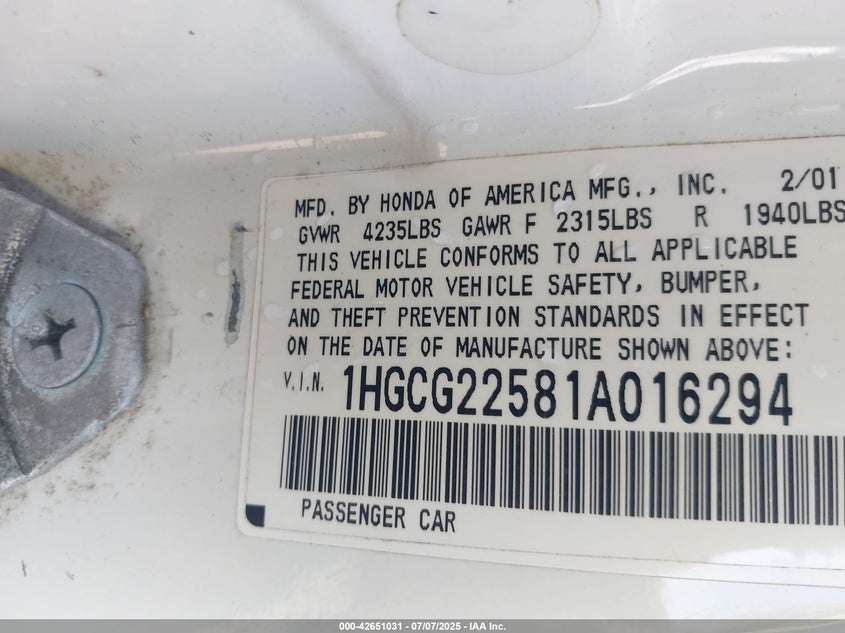 MFD. BY HONDA OF AMERICA MFG., INC. 2/01
GVWR 4235LBS GAWR F 2315LBS R 1940LBS
THIS VEHICLE CONFORMS TO ALL APPLICABLE
FEDERAL MOTOR VEHICLE SAFETY, BUMPER,
AND THEFT PREVENTION STANDARDS IN EFFECT
ON THE DATE OF MANUFACTURE SHOWN ABOVE:
V.I.N. 1HGCG22581A016294
PASSENGER CAR
000-42651031 - 07/07/2025 - IAA Inc.